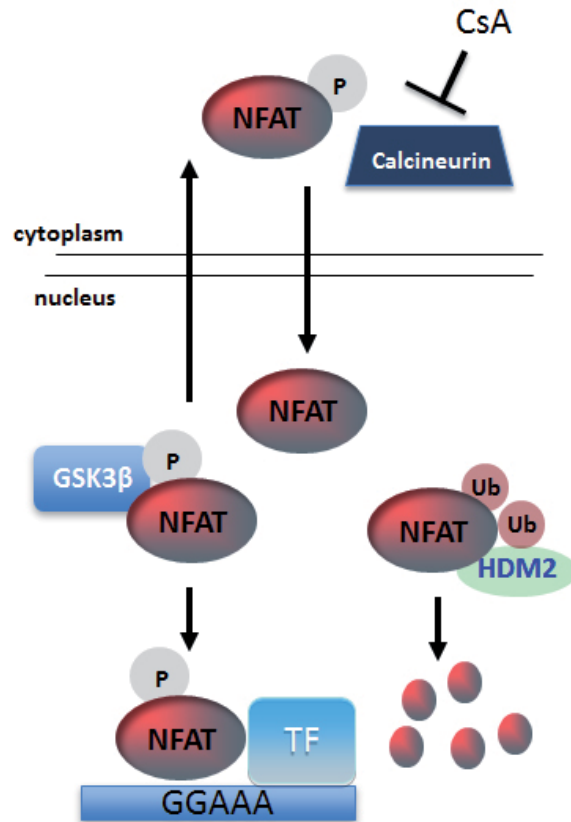 CsA
P
NFAT
Calcineurin
cytoplasm
nucleus
NFAT
P
GSK3β
NFAT
Ub
Ub
NFAT
HDM2
P
NFAT
TF
GGAAA